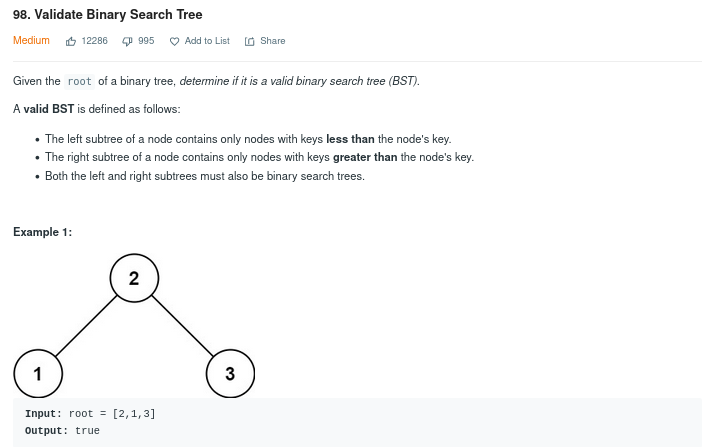 98. Validate Binary Search Tree
Medium 12286 995 Add to List Share
Given the root of a binary tree, determine if it is a valid binary search tree (BST).
A valid BST is defined as follows:
• The left subtree of a node contains only nodes with keys less than the node's key.
• The right subtree of a node contains only nodes with keys greater than the node's key.
• Both the left and right subtrees must also be binary search trees.
Example 1:
2
1 3
Input: root = [2,1,3]
Output: true